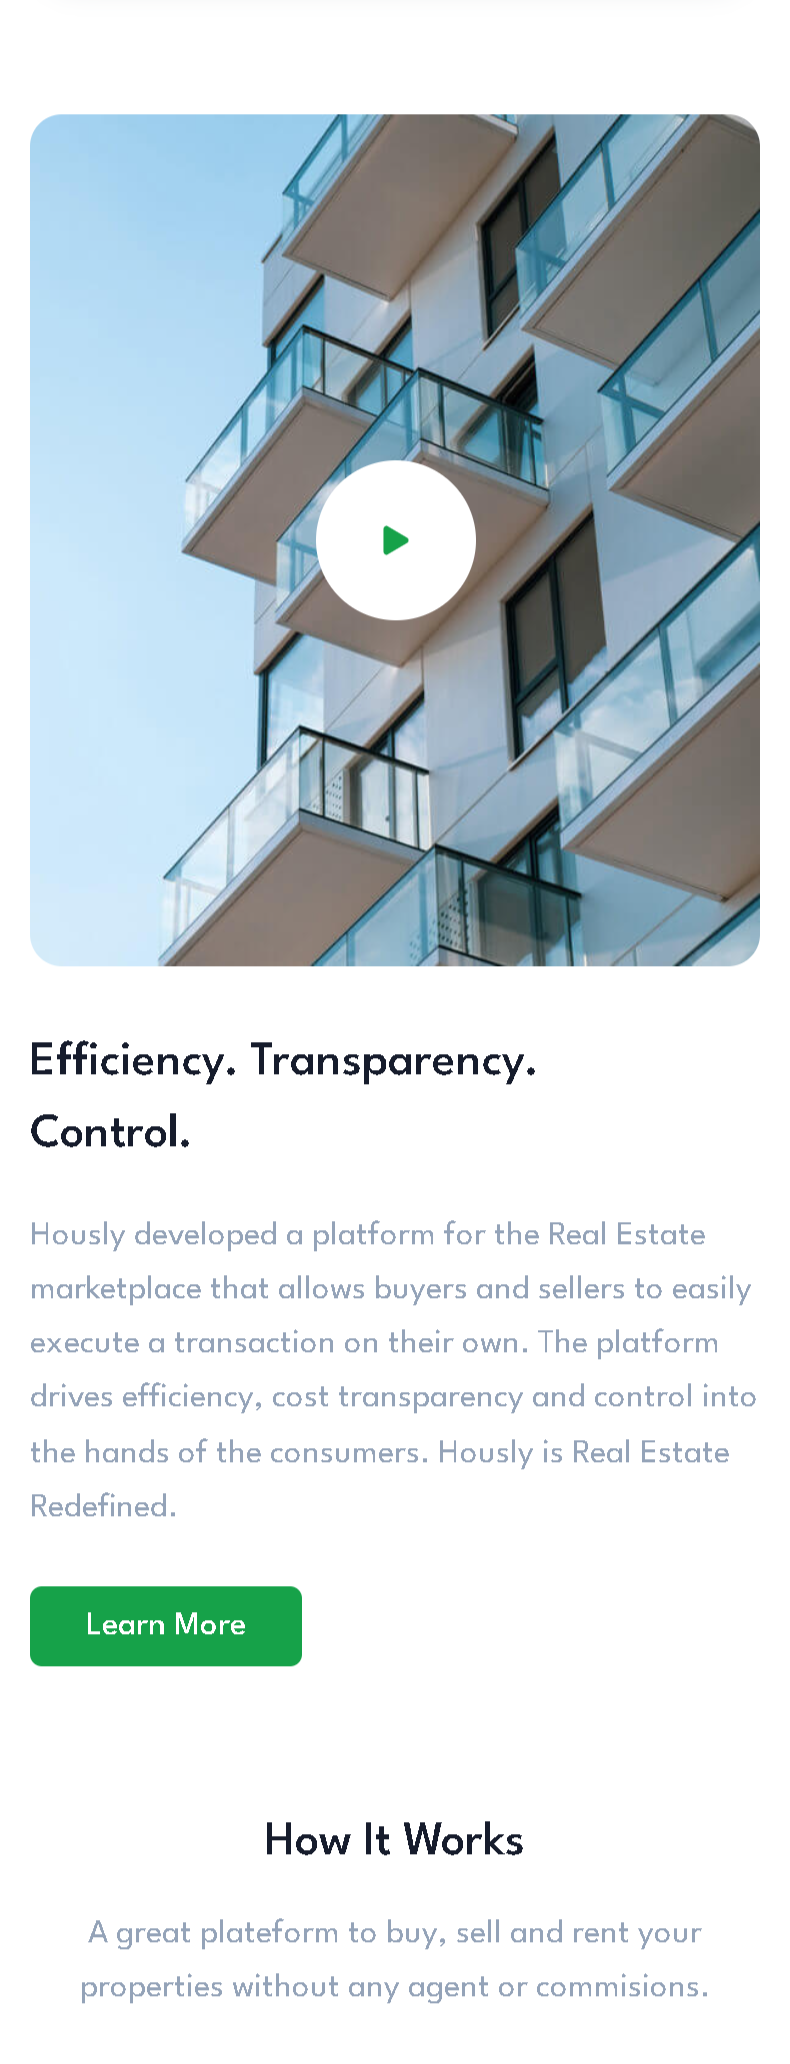 Efficiency. Transparency.
Control.
Hously developed a platform for the Real Estate
marketplace that allows buyers and sellers to easily
execute a transaction on their own. The platform
drives efficiency, cost transparency and control into
the hands of the consumers. Hously is Real Estate
Redefined.
Learn More
How It Works
A great plateform to buy, sell and rent your
properties without any agent or commisions.